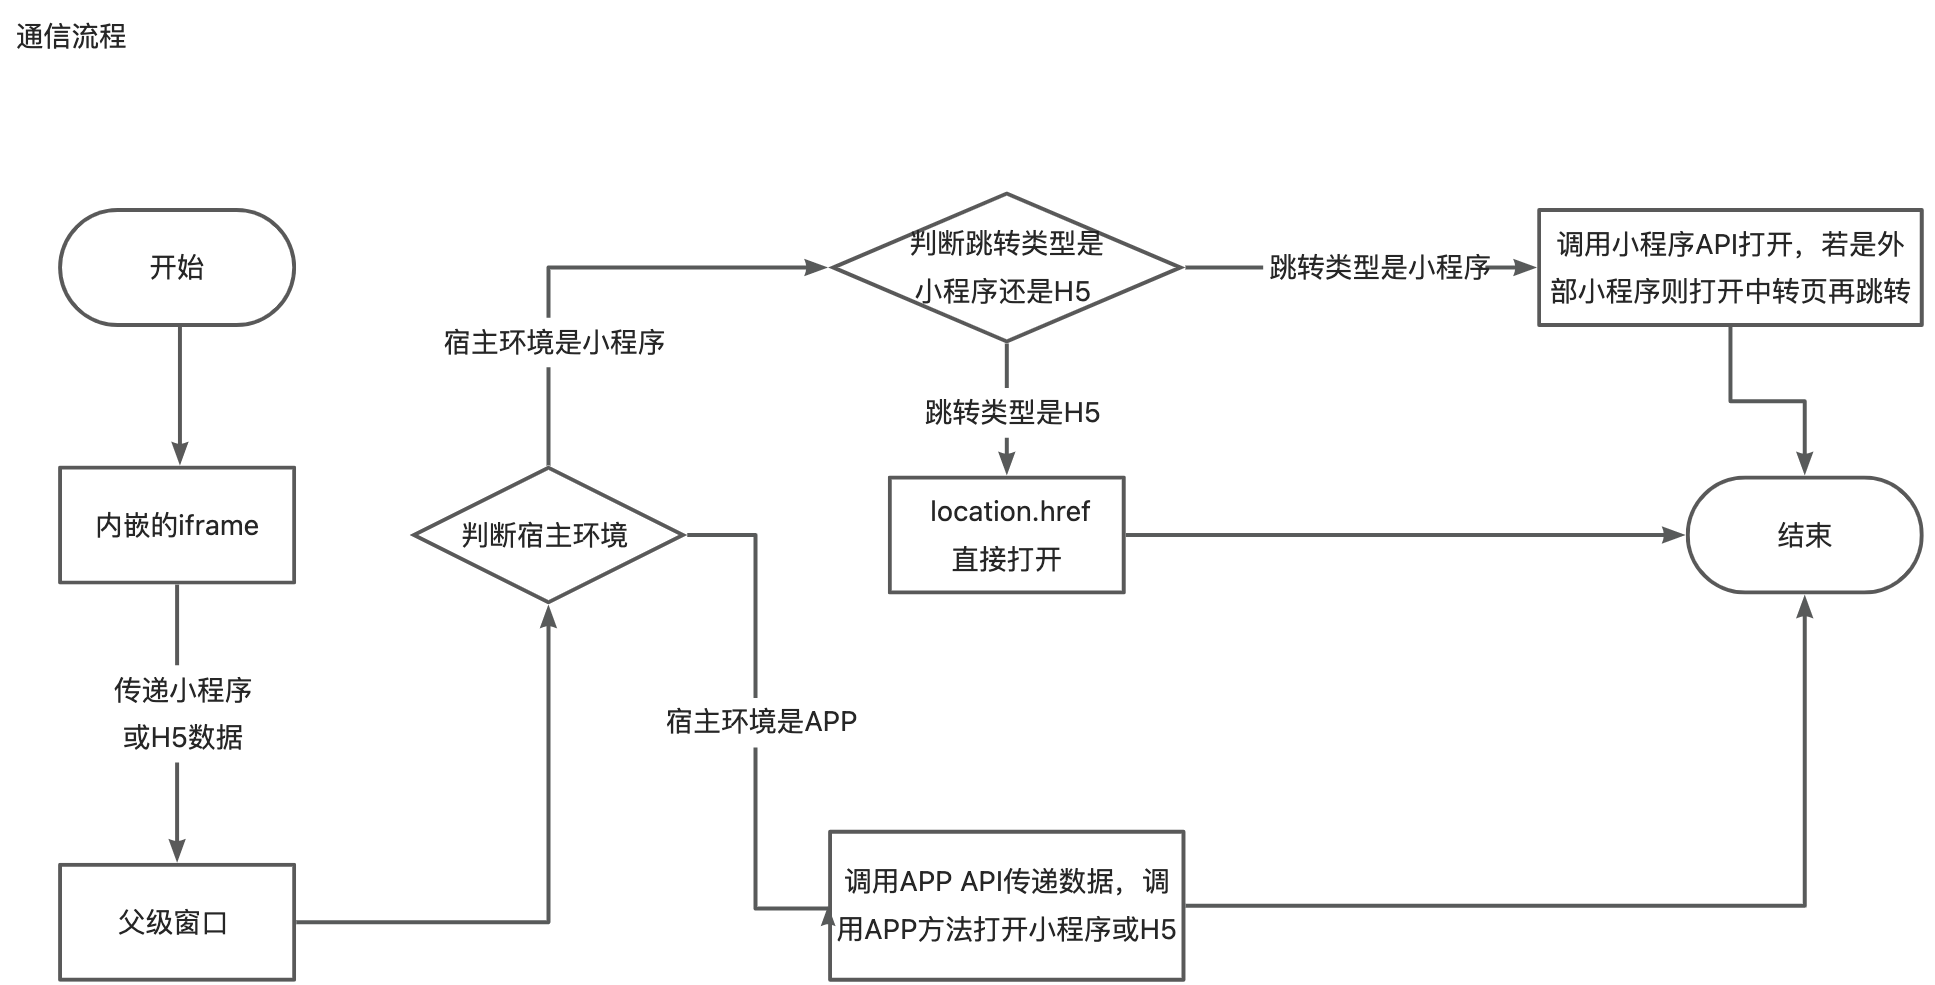 通信流程
开始
内嵌的iframe
传递小程序
或H5数据
父级窗口
判断宿主环境
宿主环境是小程序
判断跳转类型是
小程序还是H5
跳转类型是小程序
调用小程序API打开，若是外
部小程序则打开中转页再跳转
跳转类型是H5
location.href
直接打开
宿主环境是APP
调用APP API传递数据，调
用APP方法打开小程序或H5
结束